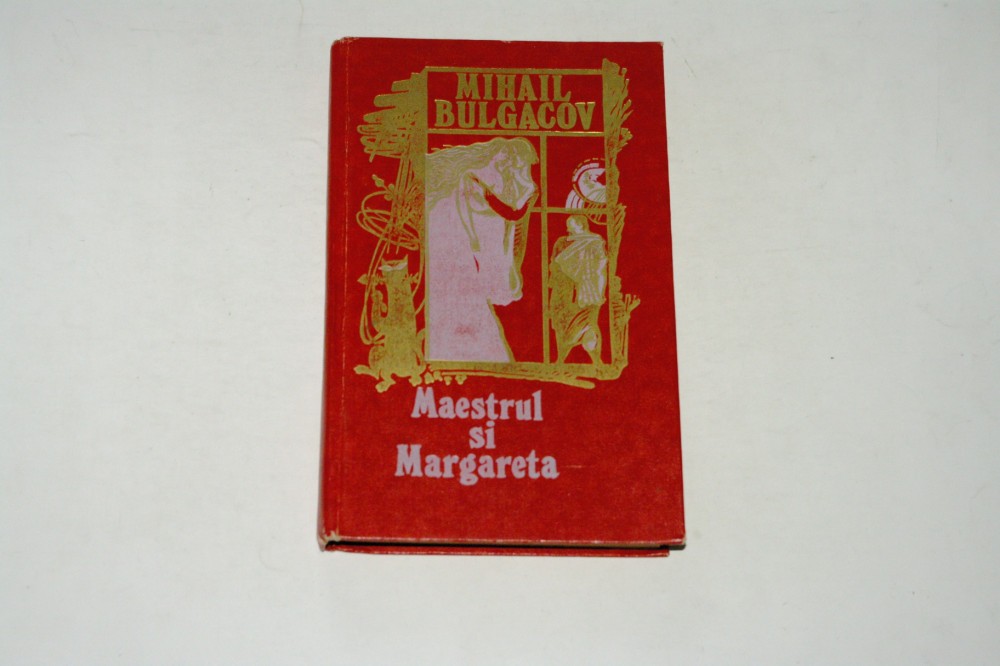 MIHAIL
BULGACOV
Maestrul
si
Margareta